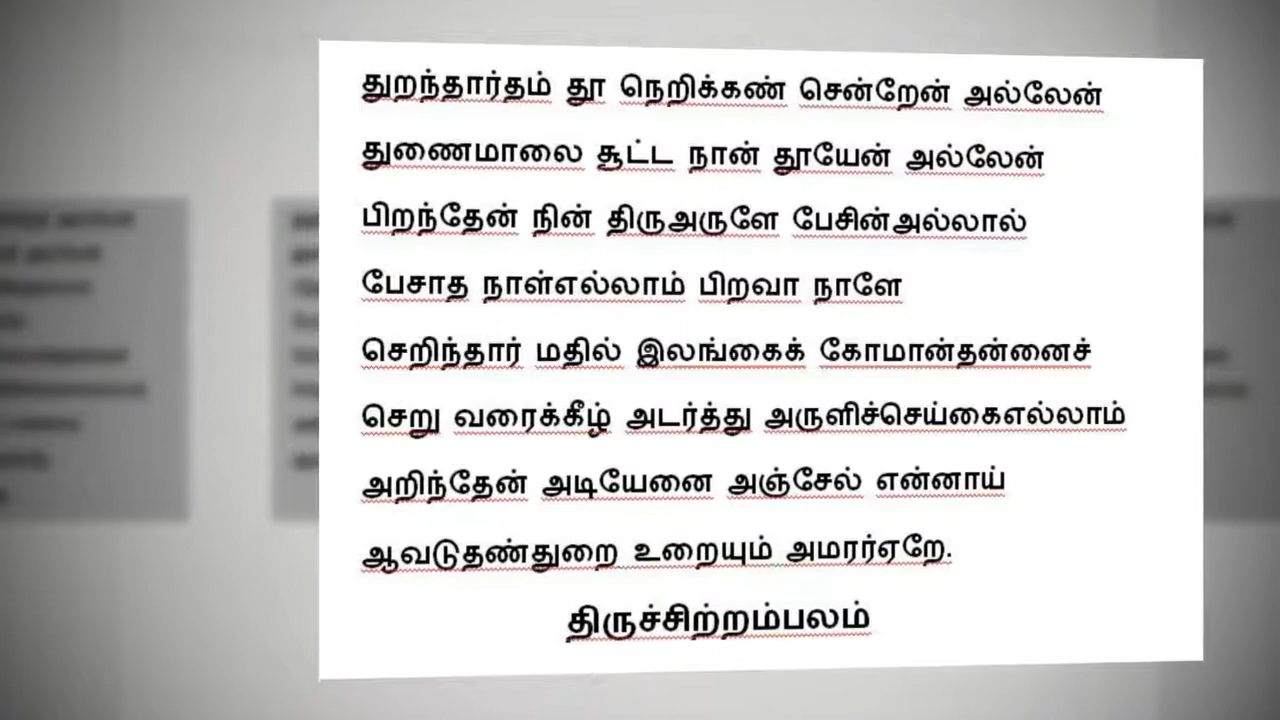 துறந்தார்தம் தூ நெறிக்கண் சென்றேன் அல்லேன்
துணைமாலை சூட்ட நான் தூயேன் அல்லேன்
பிறந்தேன் நின் திருஅருளே பேசின்அல்லால்
பேசாத நாள்எல்லாம் பிறவா நாளே
செறிந்தார் மதில் இலங்கைக் கோமான்தன்னைச்
செறு வரைக்கீழ் அடர்த்து அருளிச்செய்கைஎல்லாம்
அறிந்தேன் அடியேனை அஞ்சேல் என்னாய்
ஆவடுதண்துறை உறையும் அமரர்ஏறே.
திருச்சிற்றம்பலம்